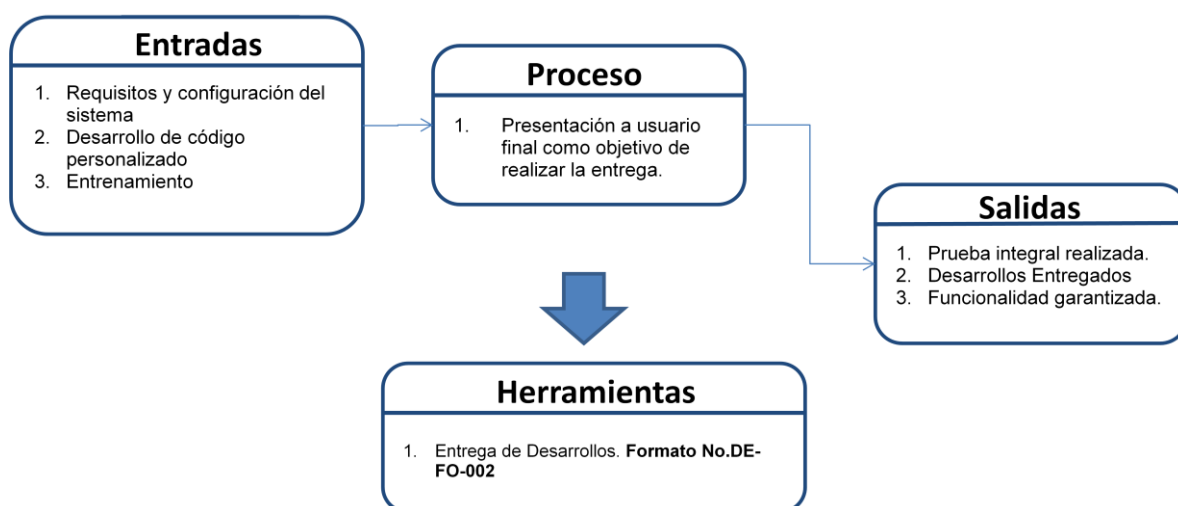 Entradas
1. Requisitos y configuración del
sistema
2. Desarrollo de código
personalizado
3. Entrenamiento
Proceso
1. Presentación a usuario
final como objetivo de
realizar la entrega.
Salidas
1. Prueba integral realizada.
2. Desarrollos Entregados
3. Funcionalidad garantizada.
Herramientas
1. Entrega de Desarrollos. Formato No.DE-
FO-002